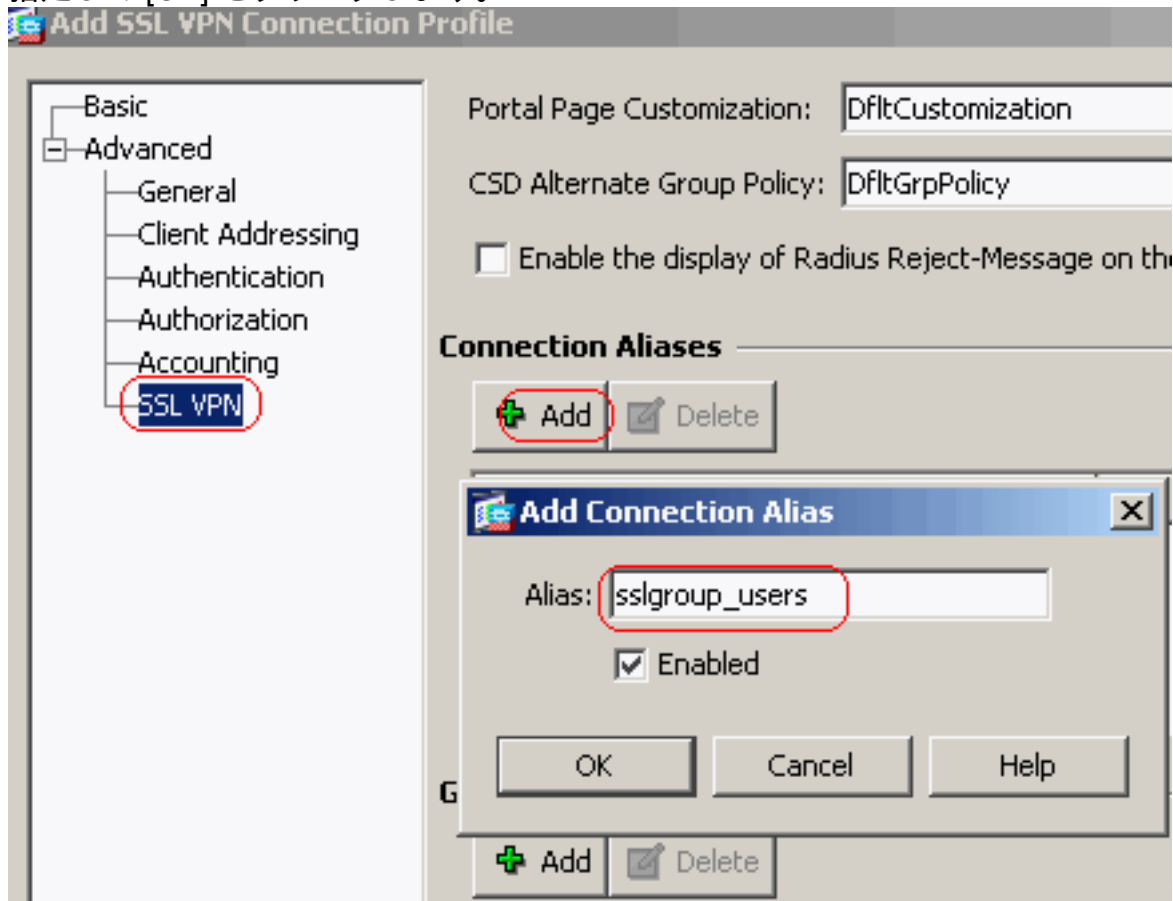 Add SSL VPN Connection Profile
Basic
Advanced
General
Client Addressing
Authentication
Authorization
Accounting
SSL VPN
Portal Page Customization: DfltCustomization
CSD Alternate Group Policy: DfltGrpPolicy
Enable the display of Radius Reject-Message on the
Connection Aliases
Add Delete
Add Connection Alias
Alias: sslgroup_users
Enabled
OK Cancel Help
G
Add Delete